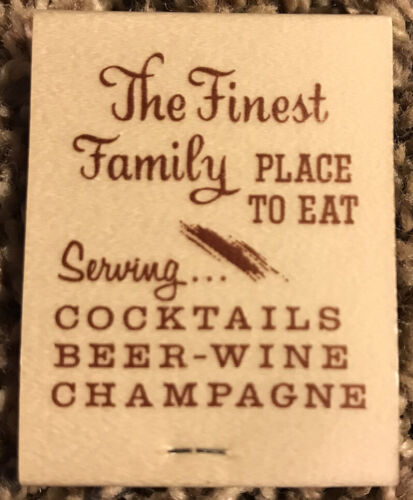 The Finest
Family PLACE
TO EAT
Serving...
COCKTAILS
BEER-WINE
CHAMPAGNE